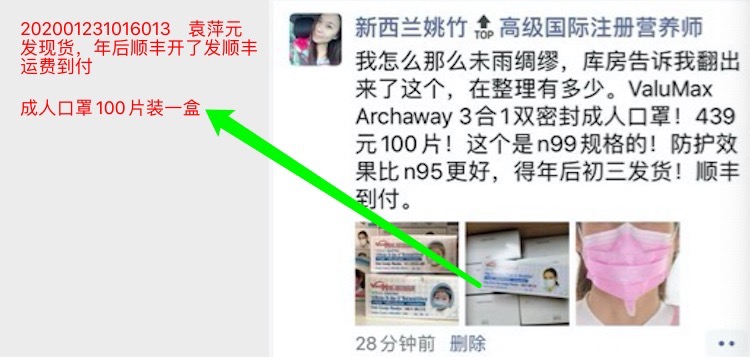 202001231016013 袁萍元
发现货，年后顺丰开了发顺丰
运费到付
成人口罩100片装一盒
新西兰姚竹 TOP 高级国际注册营养师
我怎么那么未雨绸缪，库房告诉我翻出
来了这个，在整理有多少。ValuMax
Archaway 3合1双密封成人口罩！439
元100片！这个是n99规格的！防护效
果比n95更好，得年后初三发货！顺丰
到付。
28分钟前 删除